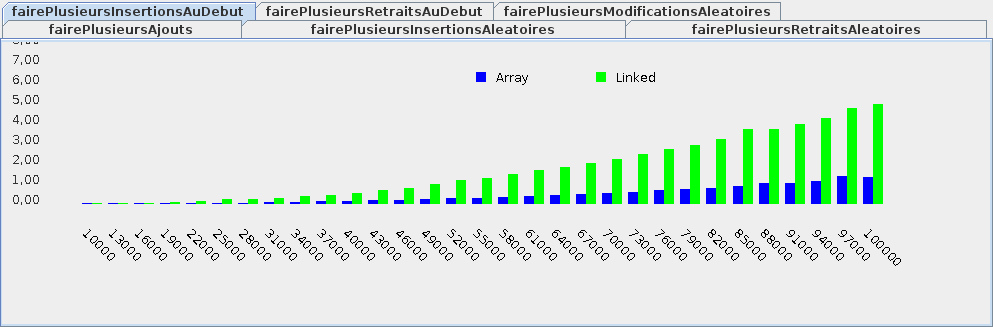 fairePlusieursInsertionsAuDebut fairePlusieursRetraitsAuDebut fairePlusieursModificationsAleatoires
fairePlusieursAjouts fairePlusieursInsertionsAleatoires fairePlusieursRetraitsAleatoires
7,00
Array Linked
6,00
5,00
4,00
3,00
2,00
1,00
0,00
10000 13000 16000 19000 22000 25000 28000 31000 34000 37000 40000 43000 46000 49000 52000 55000 58000 61000 64000 67000 70000 73000 76000 79000 82000 85000 88000 91000 94000 97000 100000